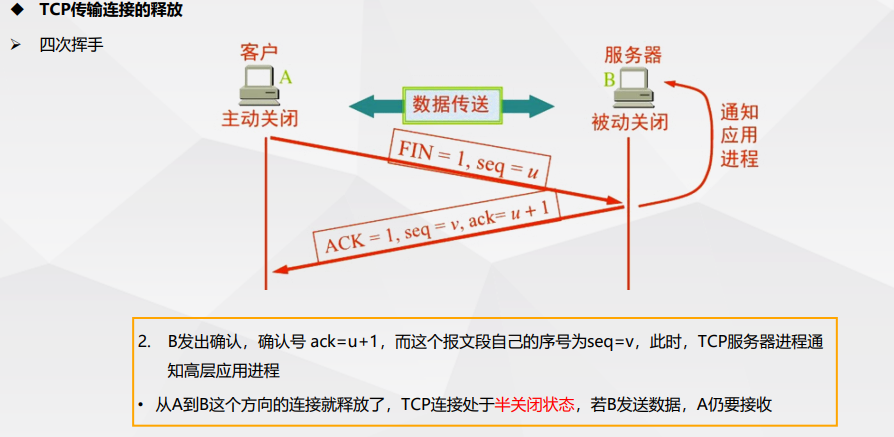 ◆ TCP传输连接的释放
➢ 四次挥手
客户
A
主动关闭
数据传送
服务器
B
被动关闭
通知
应用
进程
FIN = 1, seq = u
ACK = 1, seq = v, ack= u + 1
2. B发出确认，确认号 ack=u+1，而这个报文段自己的序号为seq=v，此时，TCP服务器进程通
知高层应用进程
• 从A到B这个方向的连接就释放了，TCP连接处于半关闭状态，若B发送数据，A仍要接收